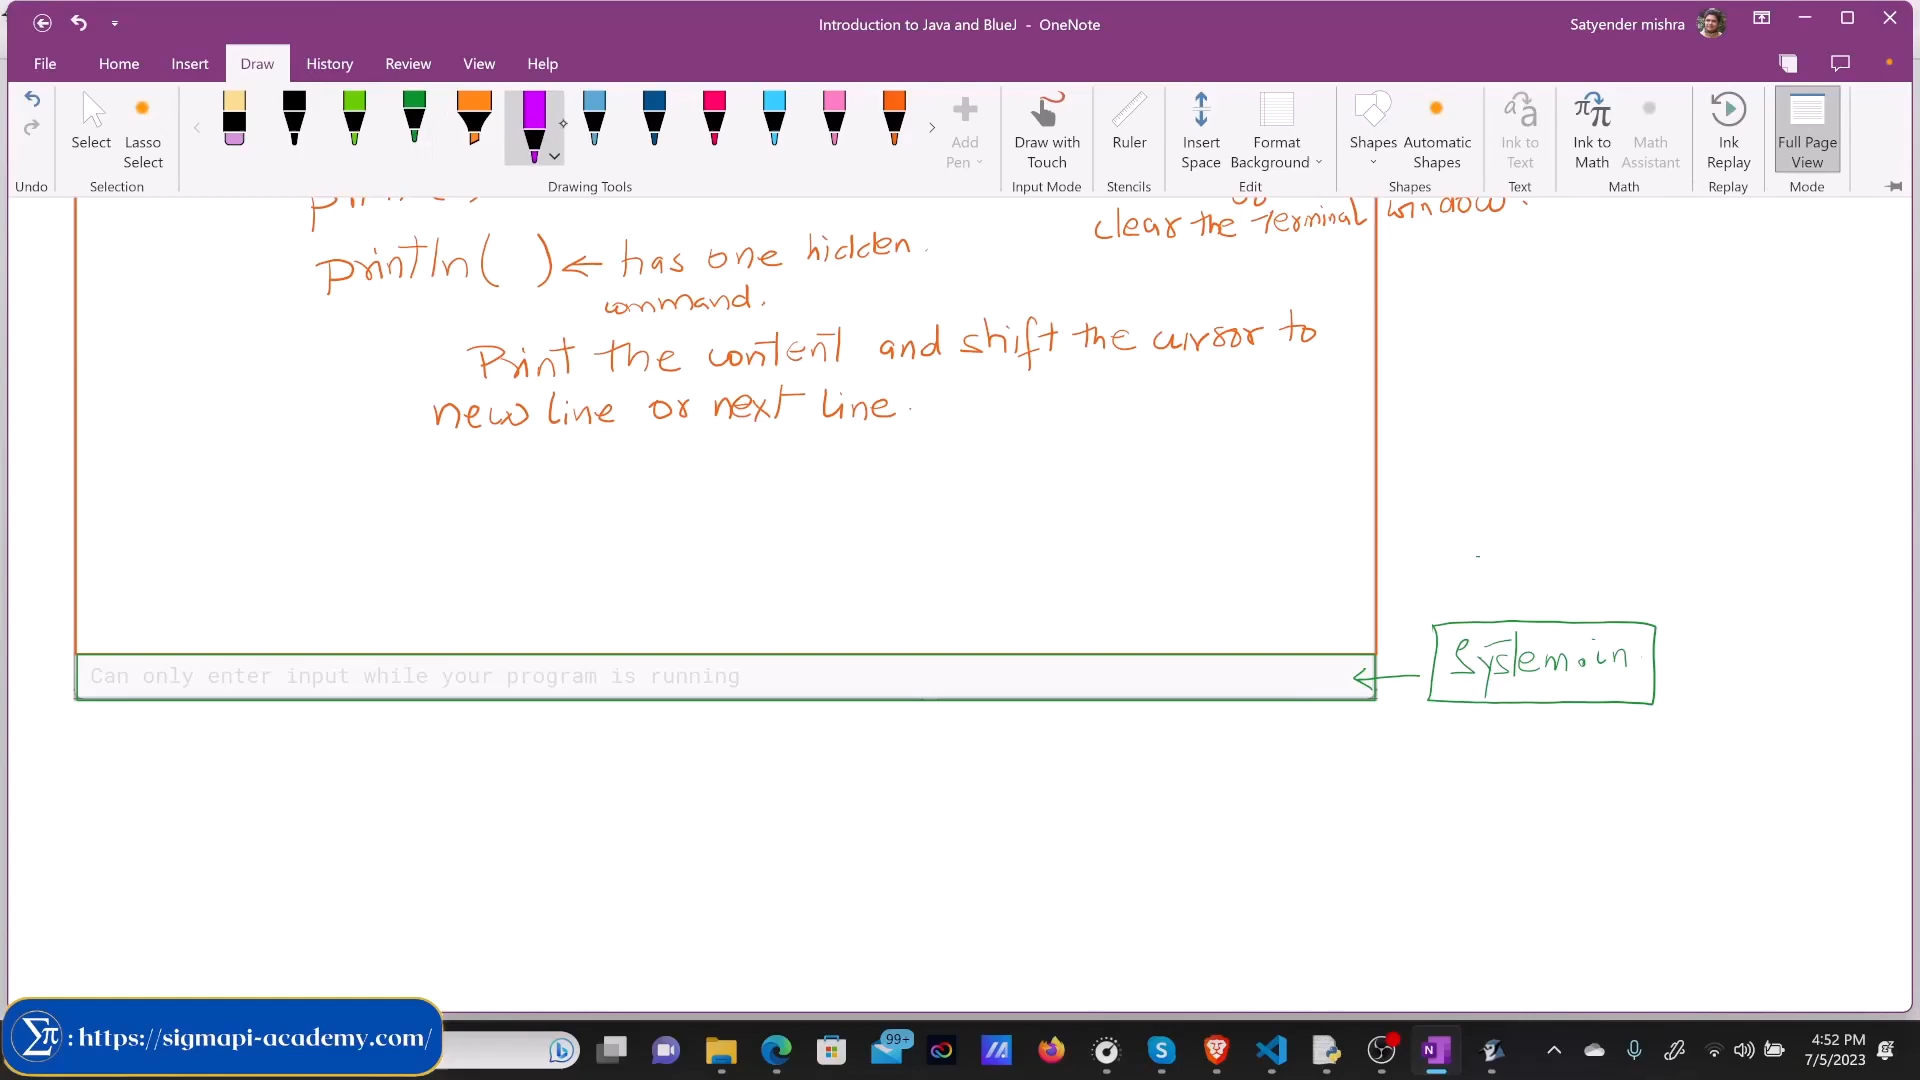 Introduction to Java and BlueJ - OneNote
Satyender mishra
File Home Insert Draw History Review View Help
Select
Lasso Select
Add Pen
Draw with Touch
Ruler
Insert Space
Format Background
Shapes
Automatic Shapes
Ink to Text
Ink to Math
Math Assistant
Ink Replay
Full Page View
Undo Selection Drawing Tools Input Mode Stencils Edit Shapes Text Math Replay Mode
clear the Terminal window.
println( ) ← has one hidden.
command.
Print the content and shift the cursor to
new line or next line.
System.in
Can only enter input while your program is running
Σπ : https://sigmapi-academy.com/
99+
4:52 PM
7/5/2023